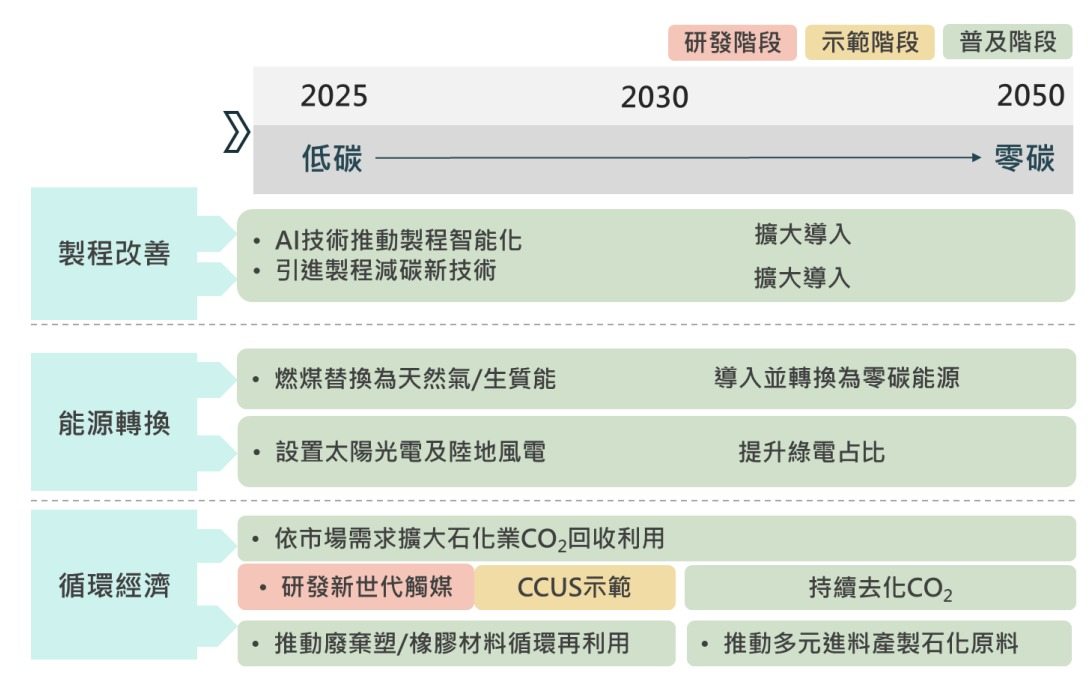 研發階段 示範階段 普及階段
2025 2030 2050
低碳 零碳
製程改善
• AI技術推動製程智能化 擴大導入
• 引進製程減碳新技術 擴大導入
能源轉換
• 燃煤替換為天然氣/生質能 導入並轉換為零碳能源
• 設置太陽光電及陸地風電 提升綠電占比
循環經濟
• 依市場需求擴大石化業CO₂回收利用
• 研發新世代觸媒 CCUS示範 持續去化CO₂
• 推動廢棄塑/橡膠材料循環再利用 • 推動多元進料產製石化原料